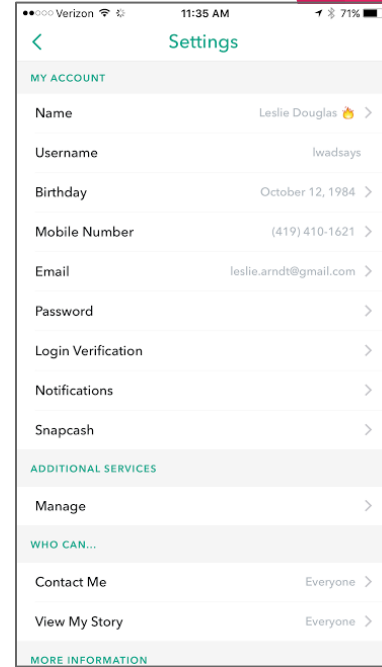 Verizon 11:35 AM 71%
Settings
MY ACCOUNT
Name Leslie Douglas 🔥
Username lwadsays
Birthday October 12, 1984
Mobile Number (419) 410-1621
Email leslie.arndt@gmail.com
Password
Login Verification
Notifications
Snapcash
ADDITIONAL SERVICES
Manage
WHO CAN...
Contact Me Everyone
View My Story Everyone
MORE INFORMATION